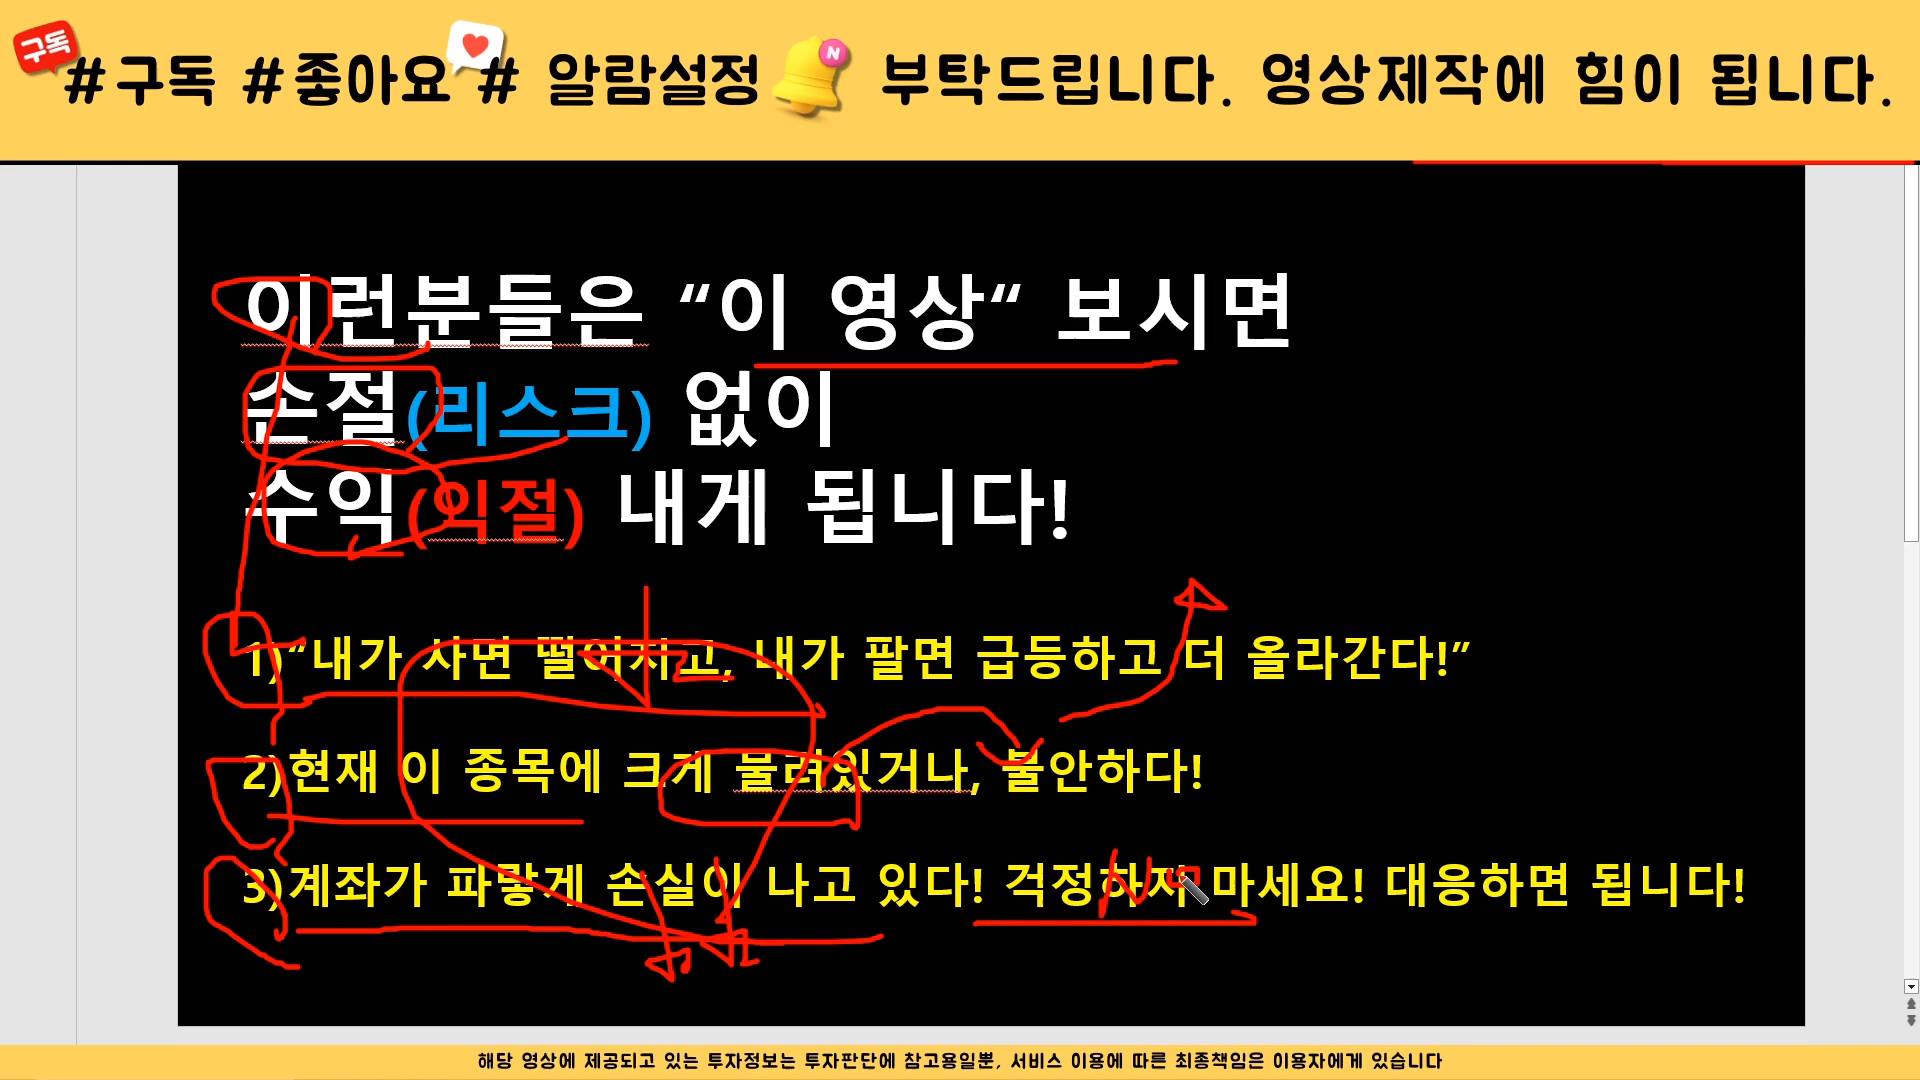 구독
#구독 #좋아요 # 알람설정 N 부탁드립니다. 영상제작에 힘이 됩니다.
이런분들은 “이 영상“ 보시면
손절(리스크) 없이
수익(익절) 내게 됩니다!
1)“내가 사면 떨어지고, 내가 팔면 급등하고 더 올라간다!”
2)현재 이 종목에 크게 물려있거나, 불안하다!
3)계좌가 파랗게 손실이 나고 있다! 걱정하지 마세요! 대응하면 됩니다!
No
해당 영상에 제공되고 있는 투자정보는 투자판단에 참고용일뿐, 서비스 이용에 따른 최종책임은 이용자에게 있습니다